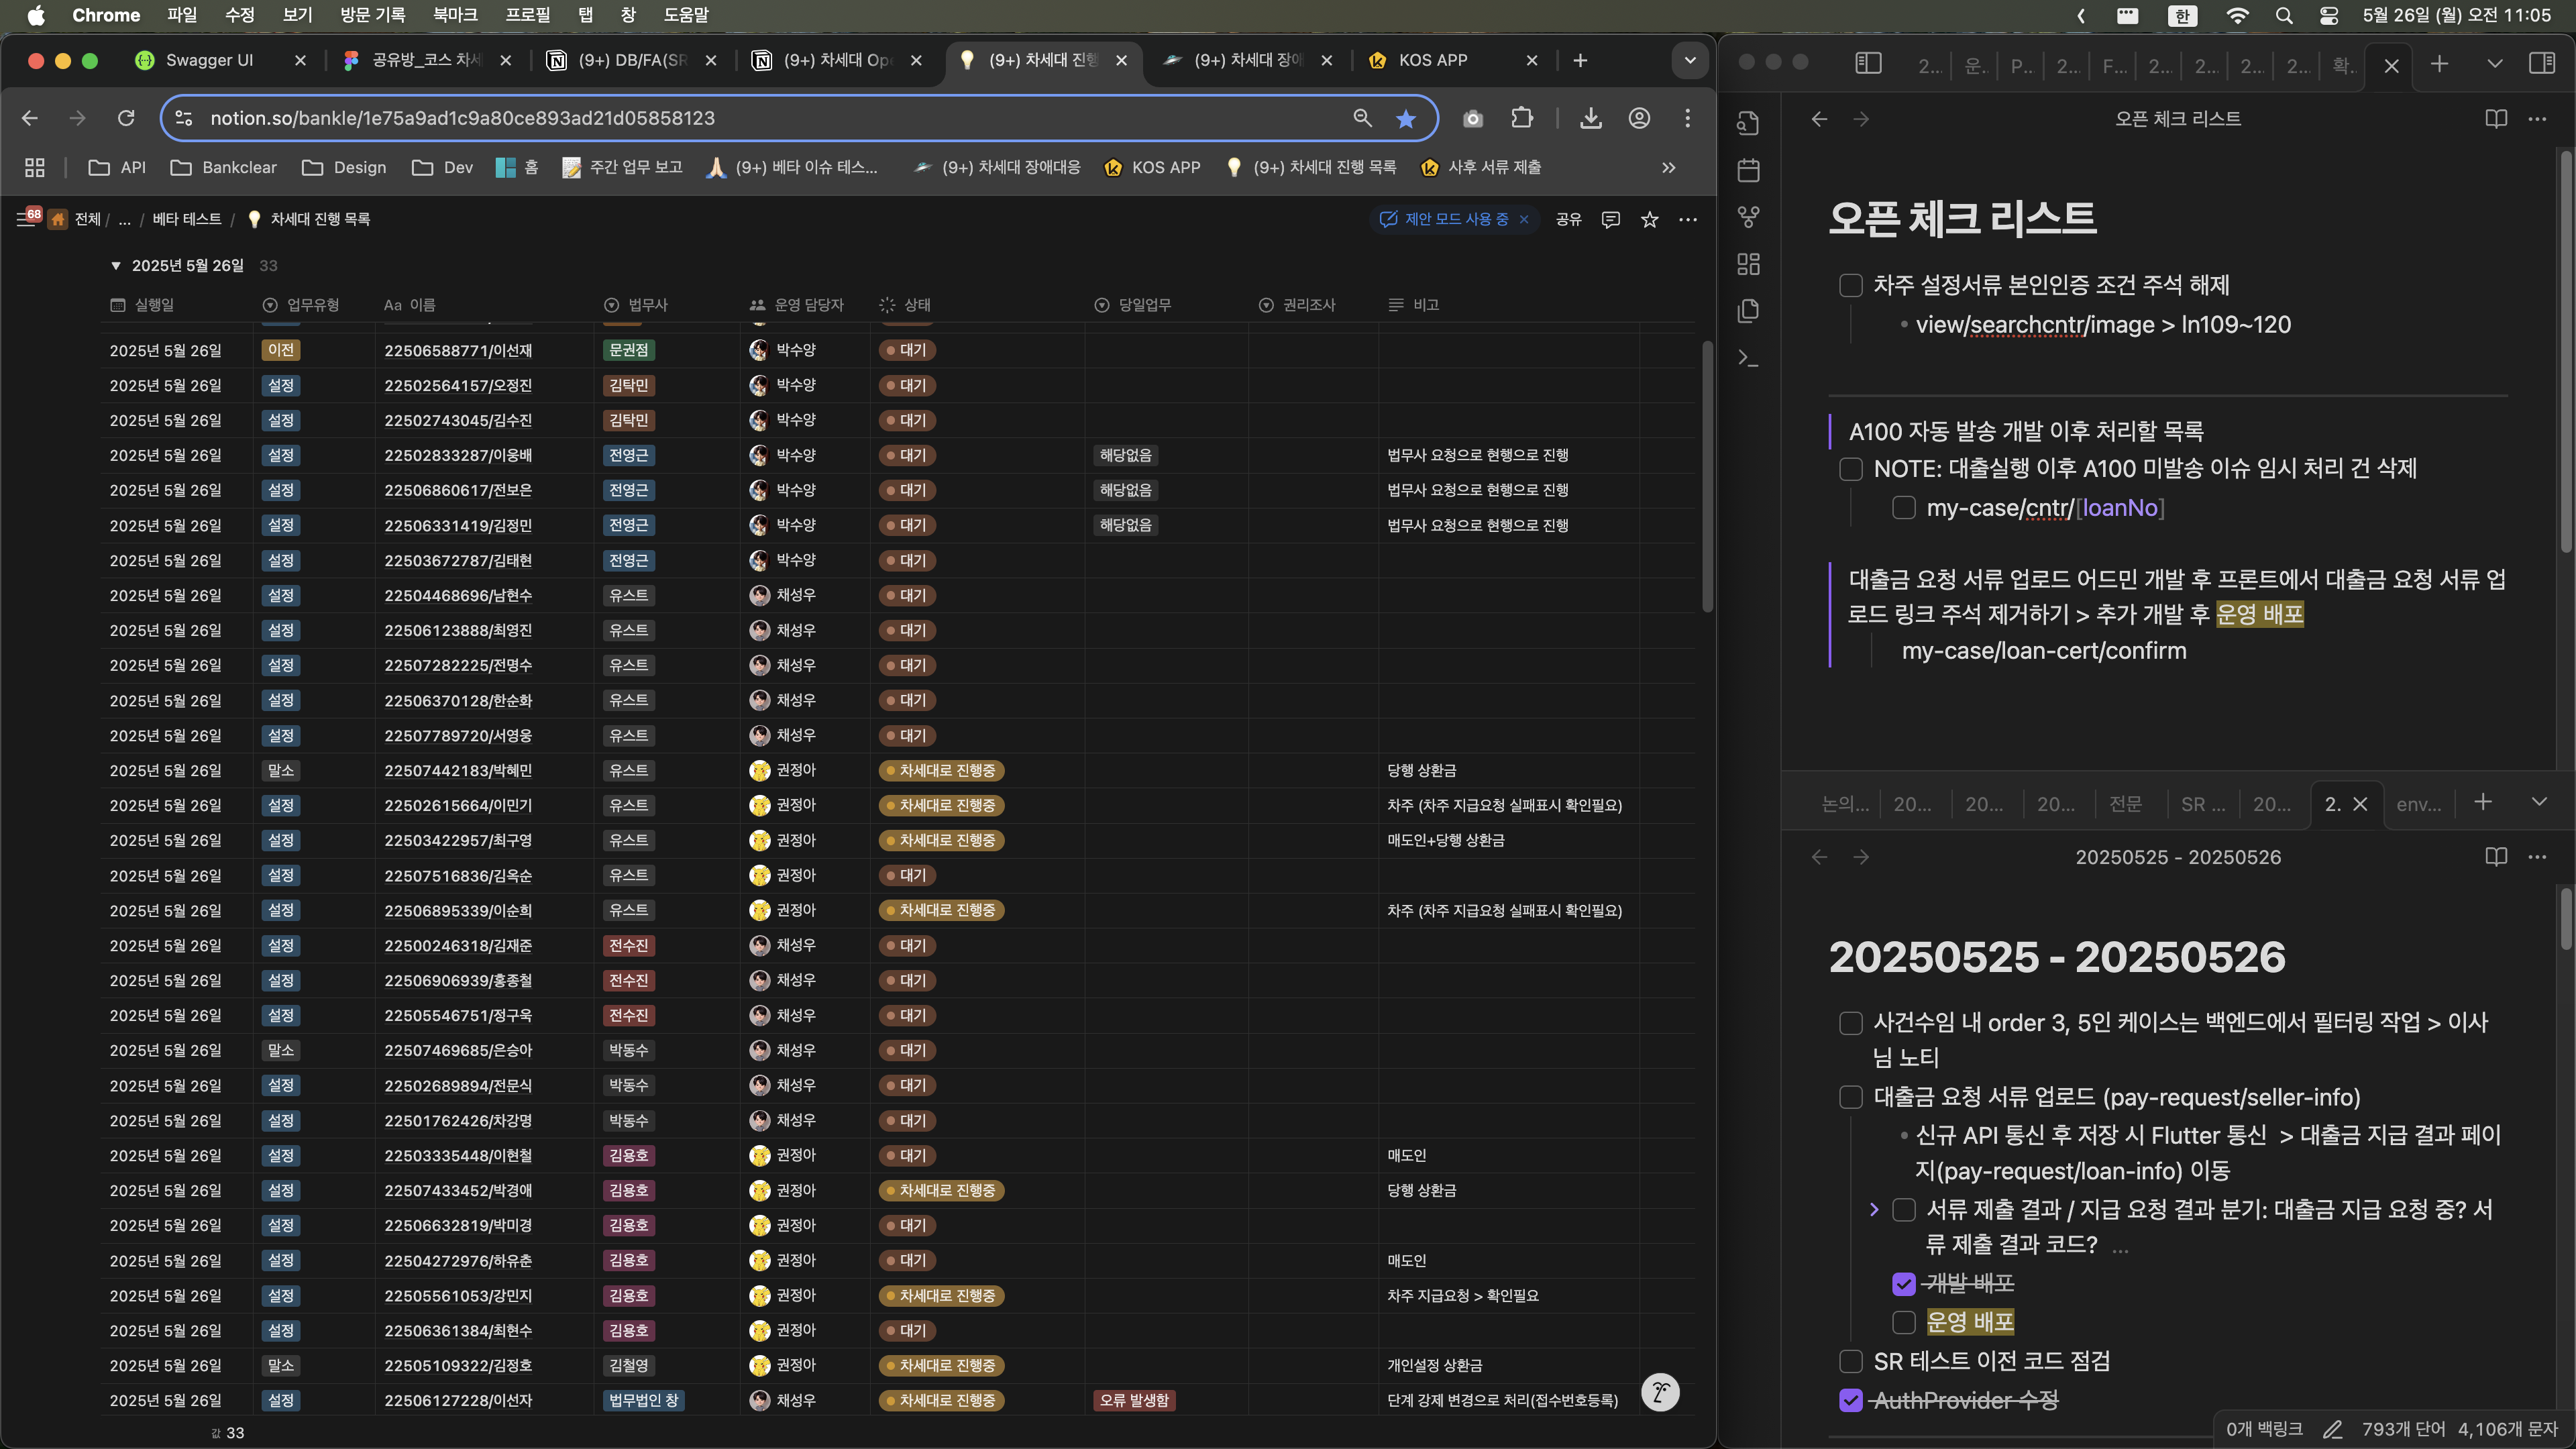 Chrome 파일 수정 보기 방문 기록 북마크 프로필 탭 창 도움말 한 5월 26일 (월) 오전 11:05
Swagger UI 공유방_코스 차세 (9+) DB/FA(SR (9+) 차세대 Ope (9+) 차세대 진행 (9+) 차세대 장애 KOS APP
notion.so/bankle/1e75a9ad1c9a80ce893ad21d05858123
API Bankclear Design Dev 홈 주간 업무 보고 (9+) 베타 이슈 테스... (9+) 차세대 장애대응 KOS APP (9+) 차세대 진행 목록 사후 서류 제출
68 전체 / ... / 베타 테스트 / 차세대 진행 목록 제안 모드 사용 중 공유
2025년 5월 26일 33
실행일 업무유형 Aa 이름 법무사 운영 담당자 상태 당일업무 권리조사 비고
2025년 5월 26일 이전 22506588771/이선재 문권점 박수양 대기
2025년 5월 26일 설정 22502564157/오정진 김탁민 박수양 대기
2025년 5월 26일 설정 22502743045/김수진 김탁민 박수양 대기
2025년 5월 26일 설정 22502833287/이웅배 전영근 박수양 대기 해당없음 법무사 요청으로 현행으로 진행
2025년 5월 26일 설정 22506860617/전보은 전영근 박수양 대기 해당없음 법무사 요청으로 현행으로 진행
2025년 5월 26일 설정 22506331419/김정민 전영근 박수양 대기 해당없음 법무사 요청으로 현행으로 진행
2025년 5월 26일 설정 22503672787/김태현 전영근 박수양 대기
2025년 5월 26일 설정 22504468696/남현수 유스트 채성우 대기
2025년 5월 26일 설정 22506123888/최영진 유스트 채성우 대기
2025년 5월 26일 설정 22507282225/전명수 유스트 채성우 대기
2025년 5월 26일 설정 22506370128/한순화 유스트 채성우 대기
2025년 5월 26일 설정 22507789720/서영웅 유스트 채성우 대기
2025년 5월 26일 말소 22507442183/박혜민 유스트 권정아 차세대로 진행중 당행 상환금
2025년 5월 26일 설정 22502615664/이민기 유스트 권정아 차세대로 진행중 차주 (차주 지급요청 실패표시 확인필요)
2025년 5월 26일 설정 22503422957/최구영 유스트 권정아 차세대로 진행중 매도인+당행 상환금
2025년 5월 26일 설정 22507516836/김옥순 유스트 권정아 대기
2025년 5월 26일 설정 22506895339/이순희 유스트 권정아 차세대로 진행중 차주 (차주 지급요청 실패표시 확인필요)
2025년 5월 26일 설정 22500246318/김재준 전수진 채성우 대기
2025년 5월 26일 설정 22506906939/홍종철 전수진 채성우 대기
2025년 5월 26일 설정 22505546751/정구욱 전수진 채성우 대기
2025년 5월 26일 말소 22507469685/은승아 박동수 채성우 대기
2025년 5월 26일 설정 22502689894/전문식 박동수 채성우 대기
2025년 5월 26일 설정 22501762426/차강명 박동수 채성우 대기
2025년 5월 26일 설정 22503335448/이현철 김용호 권정아 대기 매도인
2025년 5월 26일 설정 22507433452/박경애 김용호 권정아 차세대로 진행중 당행 상환금
2025년 5월 26일 설정 22506632819/박미경 김용호 권정아 대기
2025년 5월 26일 설정 22504272976/하유춘 김용호 권정아 대기 매도인
2025년 5월 26일 설정 22505561053/강민지 김용호 권정아 차세대로 진행중 차주 지급요청 > 확인필요
2025년 5월 26일 설정 22506361384/최현수 김용호 권정아 대기
2025년 5월 26일 말소 22505109322/김정호 김철영 권정아 차세대로 진행중 개인설정 상환금
2025년 5월 26일 설정 22506127228/이선자 법무법인 창 채성우 차세대로 진행중 오류 발생함 단계 강제 변경으로 처리(접수번호등록)
값 33
2... 운.. P... 2... F... 2... 2... 2... 2... 확..
오픈 체크 리스트
오픈 체크 리스트
차주 설정서류 본인인증 조건 주석 해제
view/searchcntr/image > ln109~120
A100 자동 발송 개발 이후 처리할 목록
NOTE: 대출실행 이후 A100 미발송 이슈 임시 처리 건 삭제
my-case/cntr/[loanNo]
대출금 요청 서류 업로드 어드민 개발 후 프론트에서 대출금 요청 서류 업
로드 링크 주석 제거하기 > 추가 개발 후 운영 배포
my-case/loan-cert/confirm
논의... 20... 20... 20... 전문 SR ... 20... 2. env...
20250525 - 20250526
20250525 - 20250526
사건수임 내 order 3, 5인 케이스는 백엔드에서 필터링 작업 > 이사
님 노티
대출금 요청 서류 업로드 (pay-request/seller-info)
신규 API 통신 후 저장 시 Flutter 통신 > 대출금 지급 결과 페이
지(pay-request/loan-info) 이동
서류 제출 결과 / 지급 요청 결과 분기: 대출금 지급 요청 중? 서
류 제출 결과 코드? ...
개발 배포
운영 배포
SR 테스트 이전 코드 점검
AuthProvider 수정
0개 백링크 793개 단어 4,106개 문자